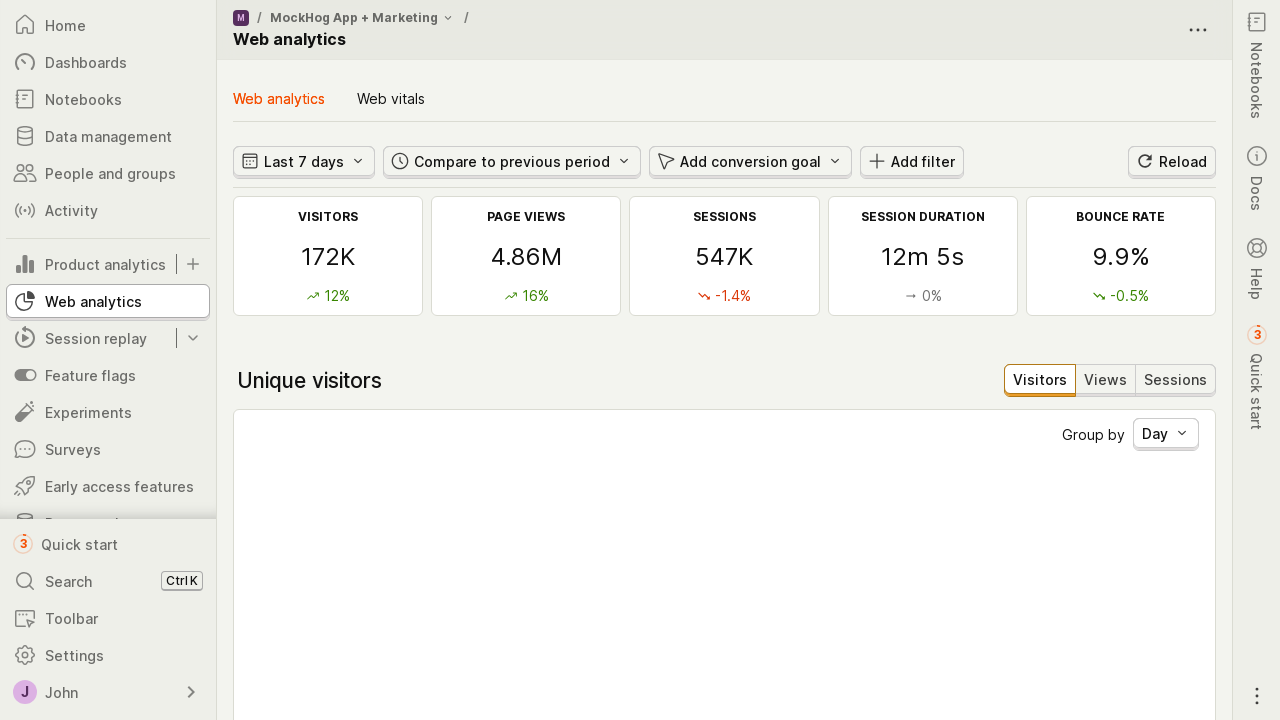 Home
Dashboards
Notebooks
Data management
People and groups
Activity
Product analytics
Web analytics
Session replay
Feature flags
Experiments
Surveys
Early access features
3 Quick start
Search Ctrl K
Toolbar
Settings
J John
M / MockHog App + Marketing /
Web analytics
Web analytics Web vitals
Last 7 days Compare to previous period Add conversion goal Add filter Reload
VISITORS PAGE VIEWS SESSIONS SESSION DURATION BOUNCE RATE
172K 4.86M 547K 12m 5s 9.9%
12% 16% -1.4% 0% -0.5%
Unique visitors Visitors Views Sessions
Group by Day
Notebooks
Docs
Help
3 Quick start